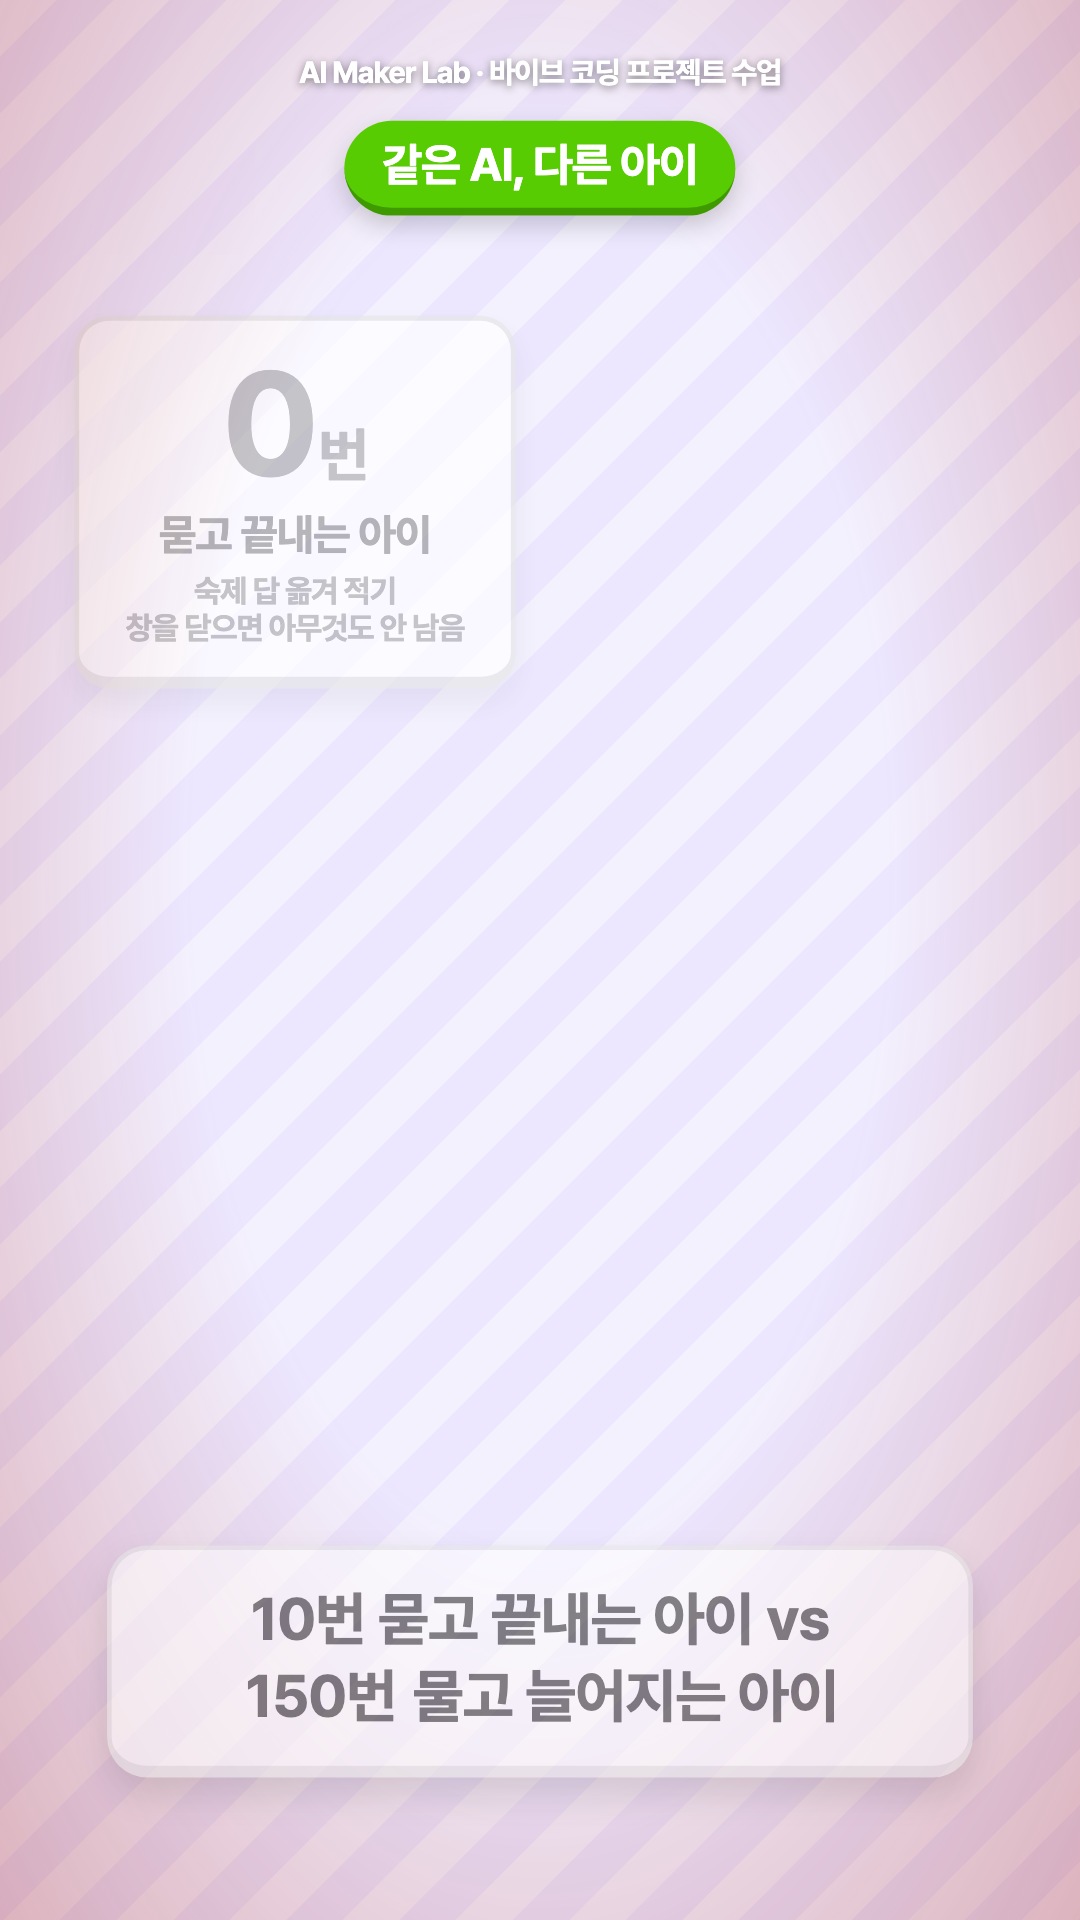 AI Maker Lab · 바이브 코딩 프로젝트 수업
같은 AI, 다른 아이
0번
묻고 끝내는 아이
숙제 답 옮겨 적기
창을 닫으면 아무것도 안 남음
10번 묻고 끝내는 아이 vs
150번 물고 늘어지는 아이